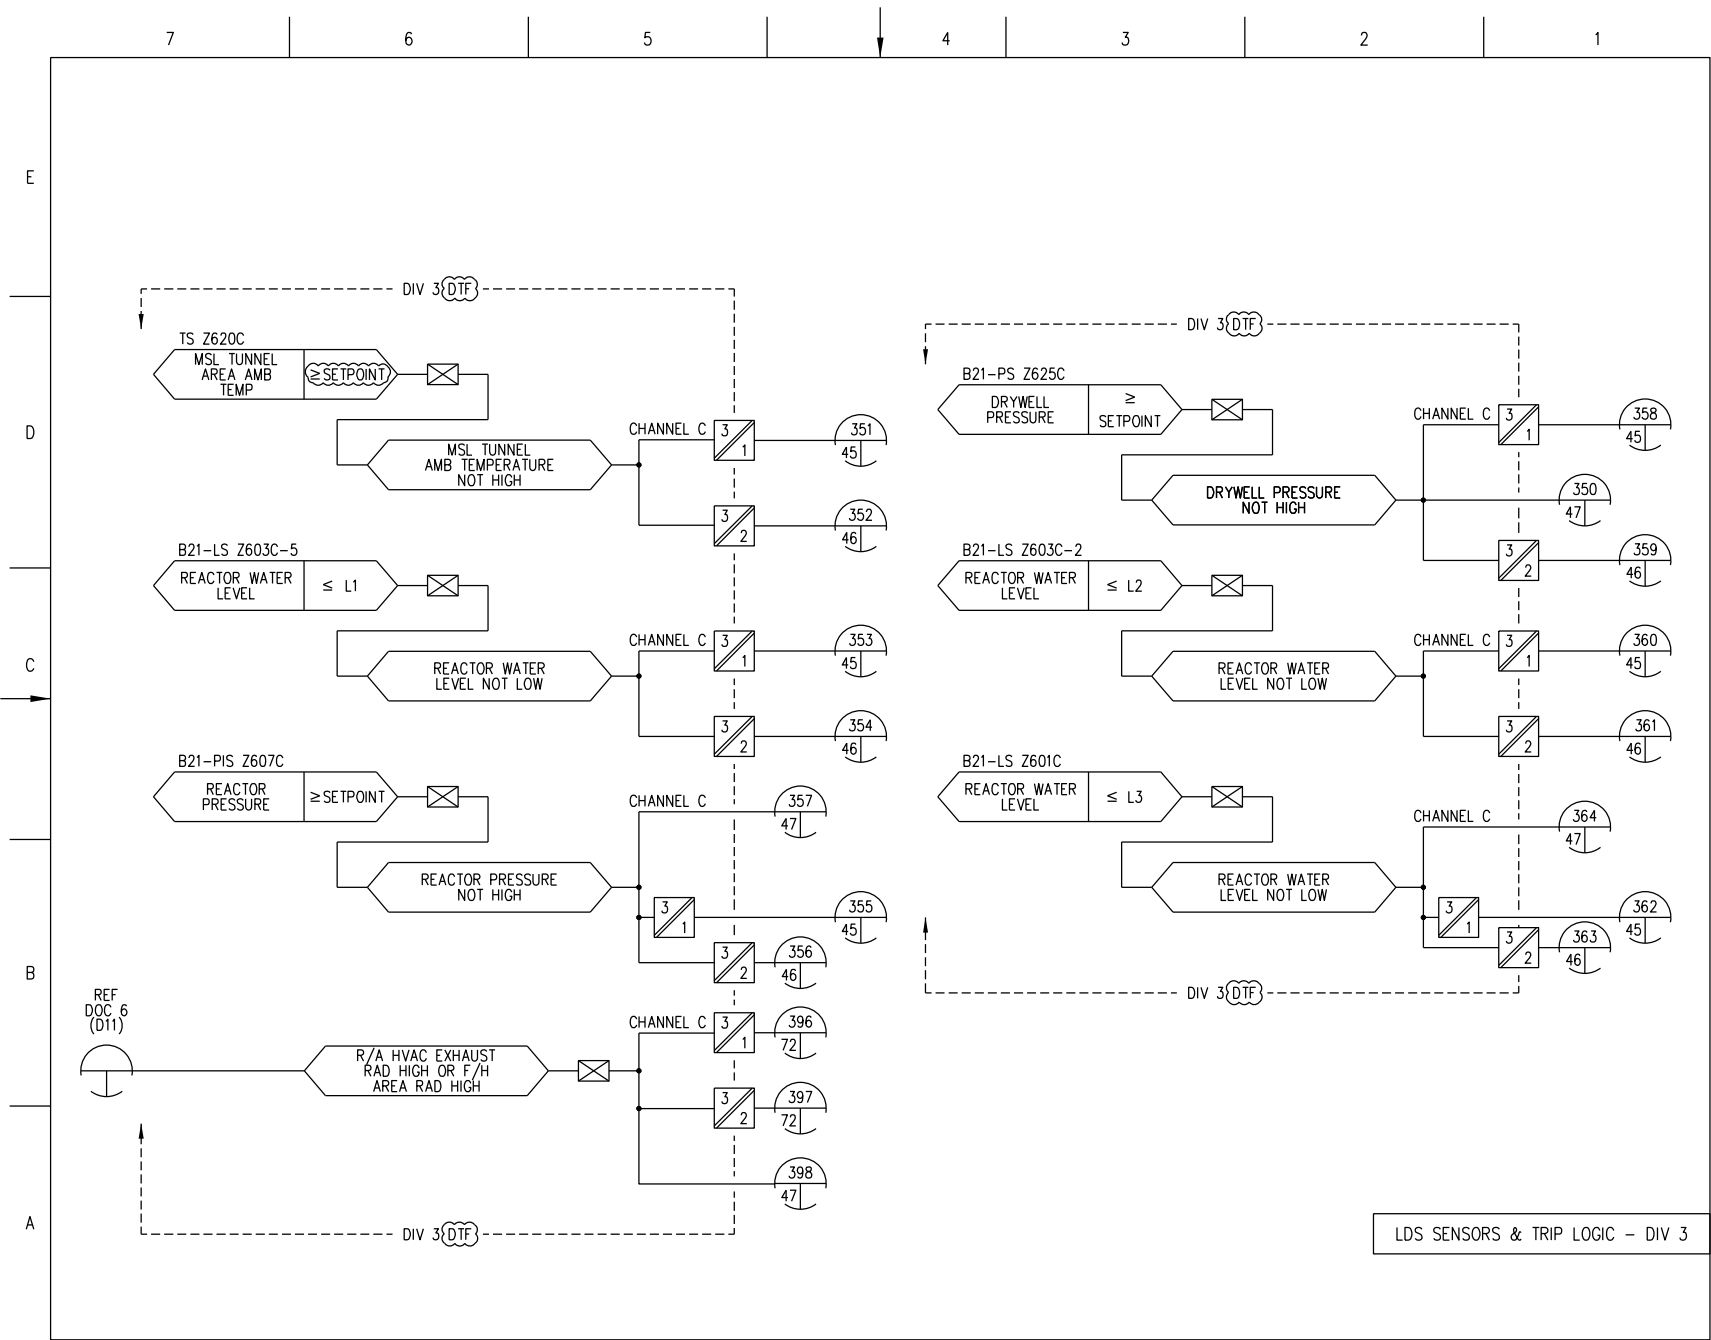 7 6 5 4 3 2 1
E
D
C
B
A
DIV 3 DTF
TS Z620C
MSL TUNNEL
AREA AMB
TEMP
≥SETPOINT
MSL TUNNEL
AMB TEMPERATURE
NOT HIGH
CHANNEL C
3
1
351
45
3
2
352
46
B21-LS Z603C-5
REACTOR WATER
LEVEL
≤ L1
REACTOR WATER
LEVEL NOT LOW
CHANNEL C
3
1
353
45
3
2
354
46
B21-PIS Z607C
REACTOR
PRESSURE
≥SETPOINT
REACTOR PRESSURE
NOT HIGH
CHANNEL C
357
47
3
1
355
45
3
2
356
46
REF
DOC 6
(D11)
R/A HVAC EXHAUST
RAD HIGH OR F/H
AREA RAD HIGH
CHANNEL C
3
1
396
72
3
2
397
72
398
47
DIV 3 DTF
DIV 3 DTF
B21-PS Z625C
DRYWELL
PRESSURE
≥
SETPOINT
DRYWELL PRESSURE
NOT HIGH
CHANNEL C
3
1
358
45
350
47
3
2
359
46
B21-LS Z603C-2
REACTOR WATER
LEVEL
≤ L2
REACTOR WATER
LEVEL NOT LOW
CHANNEL C
3
1
360
45
3
2
361
46
B21-LS Z601C
REACTOR WATER
LEVEL
≤ L3
REACTOR WATER
LEVEL NOT LOW
CHANNEL C
364
47
3
1
362
45
3
2
363
46
DIV 3 DTF
LDS SENSORS & TRIP LOGIC - DIV 3